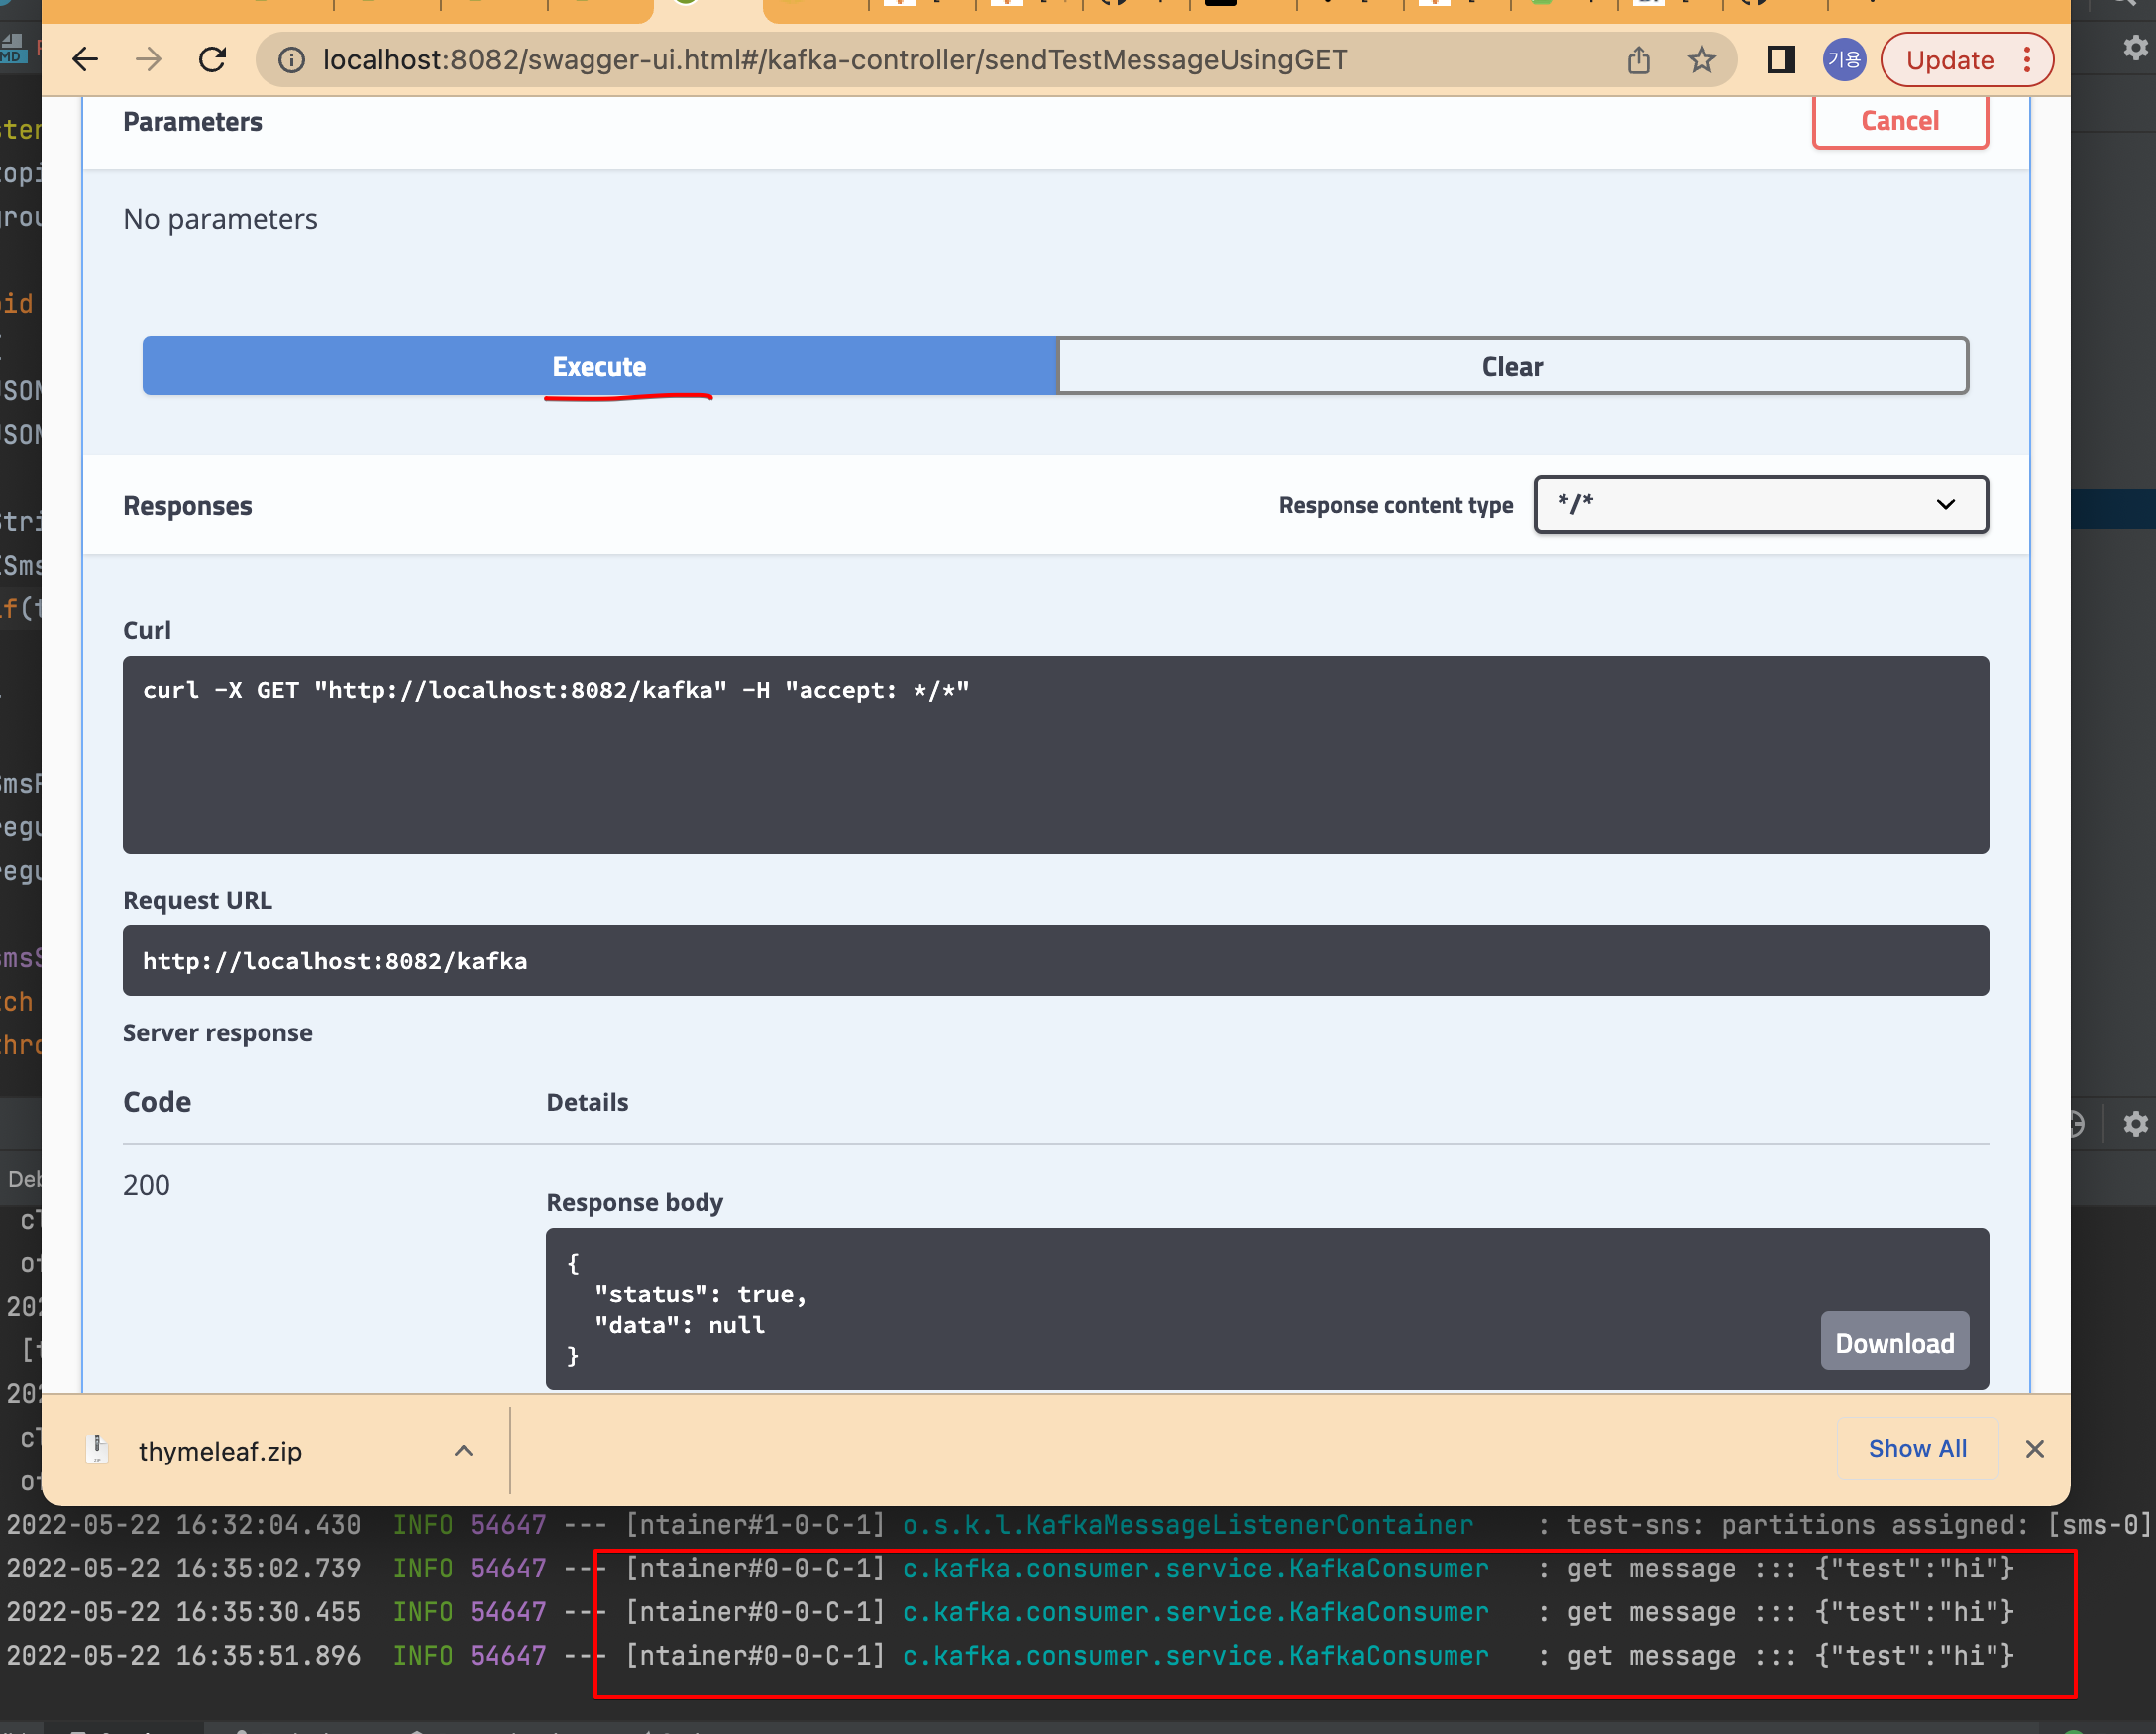 localhost:8082/swagger-ui.html#/kafka-controller/sendTestMessageUsingGET
기용
Update
Parameters
Cancel
No parameters
Execute
Clear
Responses
Response content type
*/*
Curl
curl -X GET "http://localhost:8082/kafka" -H "accept: */*"
Request URL
http://localhost:8082/kafka
Server response
Code
Details
200
Response body
{
"status": true,
"data": null
}
Download
thymeleaf.zip
Show All
2022-05-22 16:32:04.430 INFO 54647 --- [ntainer#1-0-C-1] o.s.k.l.KafkaMessageListenerContainer : test-sns: partitions assigned: [sms-0]
2022-05-22 16:35:02.739 INFO 54647 --- [ntainer#0-0-C-1] c.kafka.consumer.service.KafkaConsumer : get message ::: {"test":"hi"}
2022-05-22 16:35:30.455 INFO 54647 --- [ntainer#0-0-C-1] c.kafka.consumer.service.KafkaConsumer : get message ::: {"test":"hi"}
2022-05-22 16:35:51.896 INFO 54647 --- [ntainer#0-0-C-1] c.kafka.consumer.service.KafkaConsumer : get message ::: {"test":"hi"}